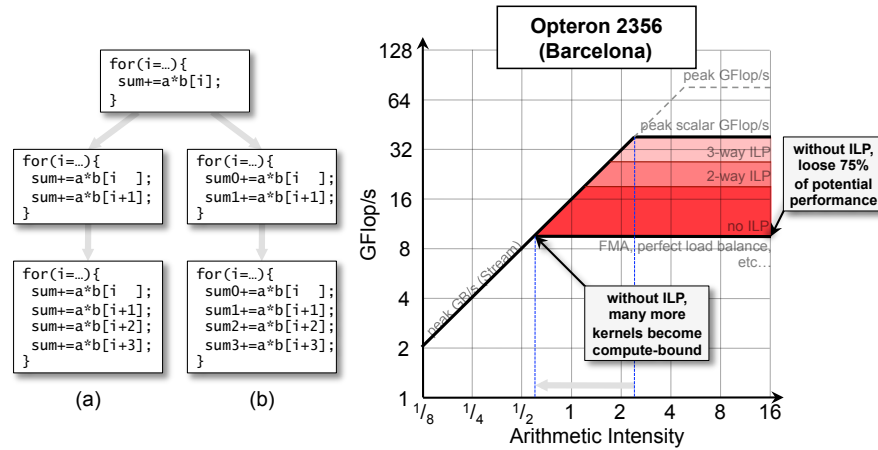 for(i=…){
sum+=a*b[i];
}
for(i=…){
sum+=a*b[i  ];
sum+=a*b[i+1];
}
for(i=…){
sum0+=a*b[i  ];
sum1+=a*b[i+1];
}
for(i=…){
sum+=a*b[i  ];
sum+=a*b[i+1];
sum+=a*b[i+2];
sum+=a*b[i+3];
}
for(i=…){
sum0+=a*b[i  ];
sum1+=a*b[i+1];
sum2+=a*b[i+2];
sum3+=a*b[i+3];
}
(a)
(b)
Opteron 2356
(Barcelona)
GFlop/s
128
64
32
16
8
4
2
1
peak GFlop/s
peak scalar GFlop/s
3-way ILP
2-way ILP
no ILP
FMA, perfect load balance,
etc…
peak GB/s (Stream)
without ILP,
loose 75%
of potential
performance
without ILP,
many more
kernels become
compute-bound
1/8
1/4
1/2
1
2
4
8
16
Arithmetic Intensity